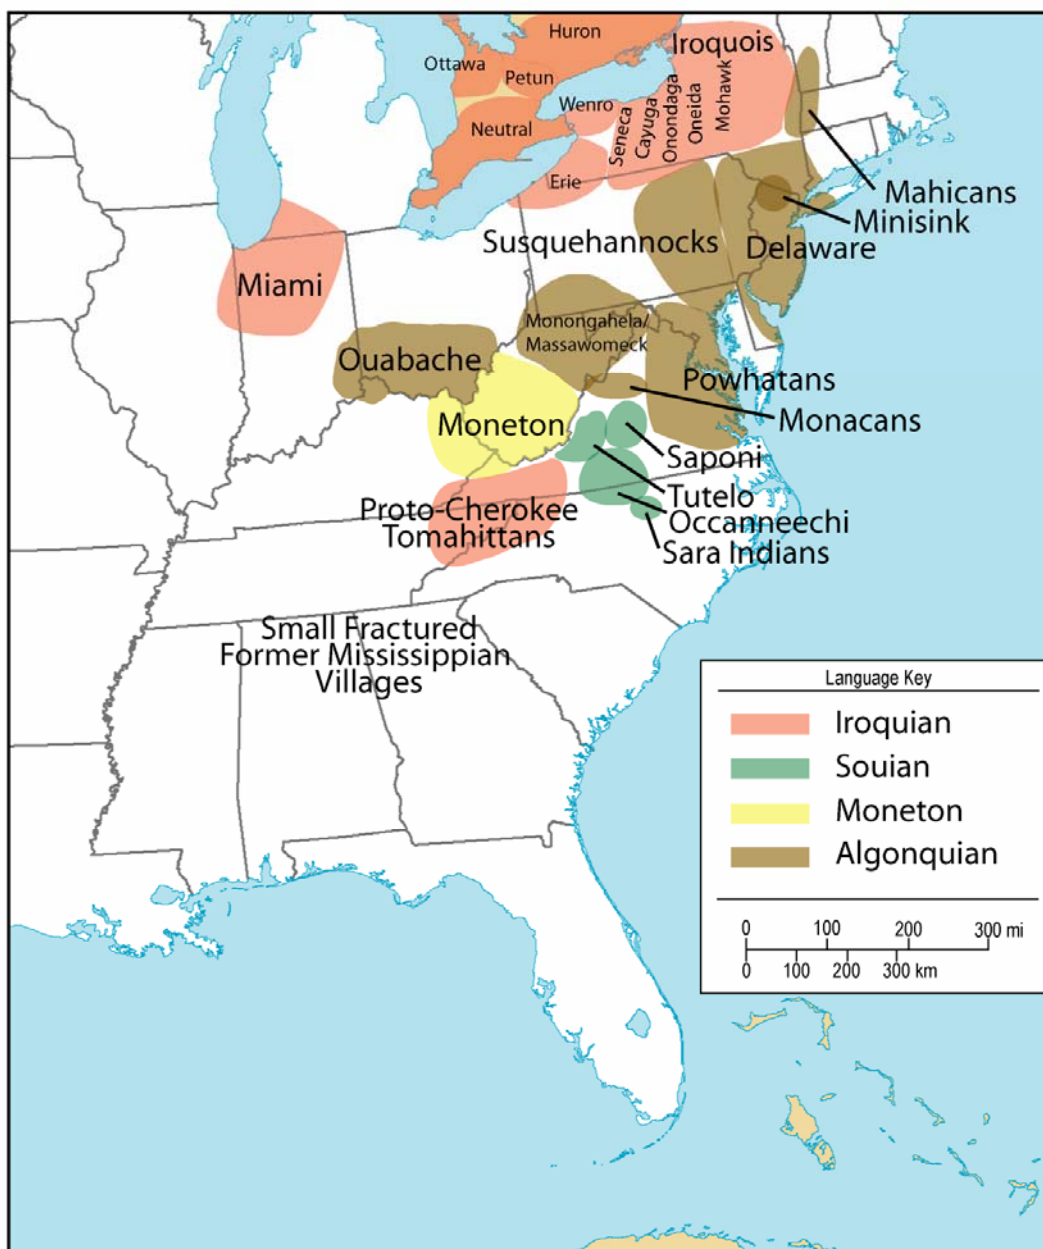 Huron
Iroquois
Ottawa
Petun
Wenro
Neutral
Seneca
Cayuga
Onondaga
Oneida
Mohawk
Erie
Mahicans
Minisink
Susquehannocks
Delaware
Miami
Monongahela/
Massawomeck
Ouabache
Powhatans
Monacans
Moneton
Saponi
Tutelo
Proto-Cherokee
Tomahittans
Occanneechi
Sara Indians
Small Fractured
Former Mississippian
Villages
Language Key
Iroquian
Souian
Moneton
Algonquian
0 100 200 300 mi
0 100 200 300 km